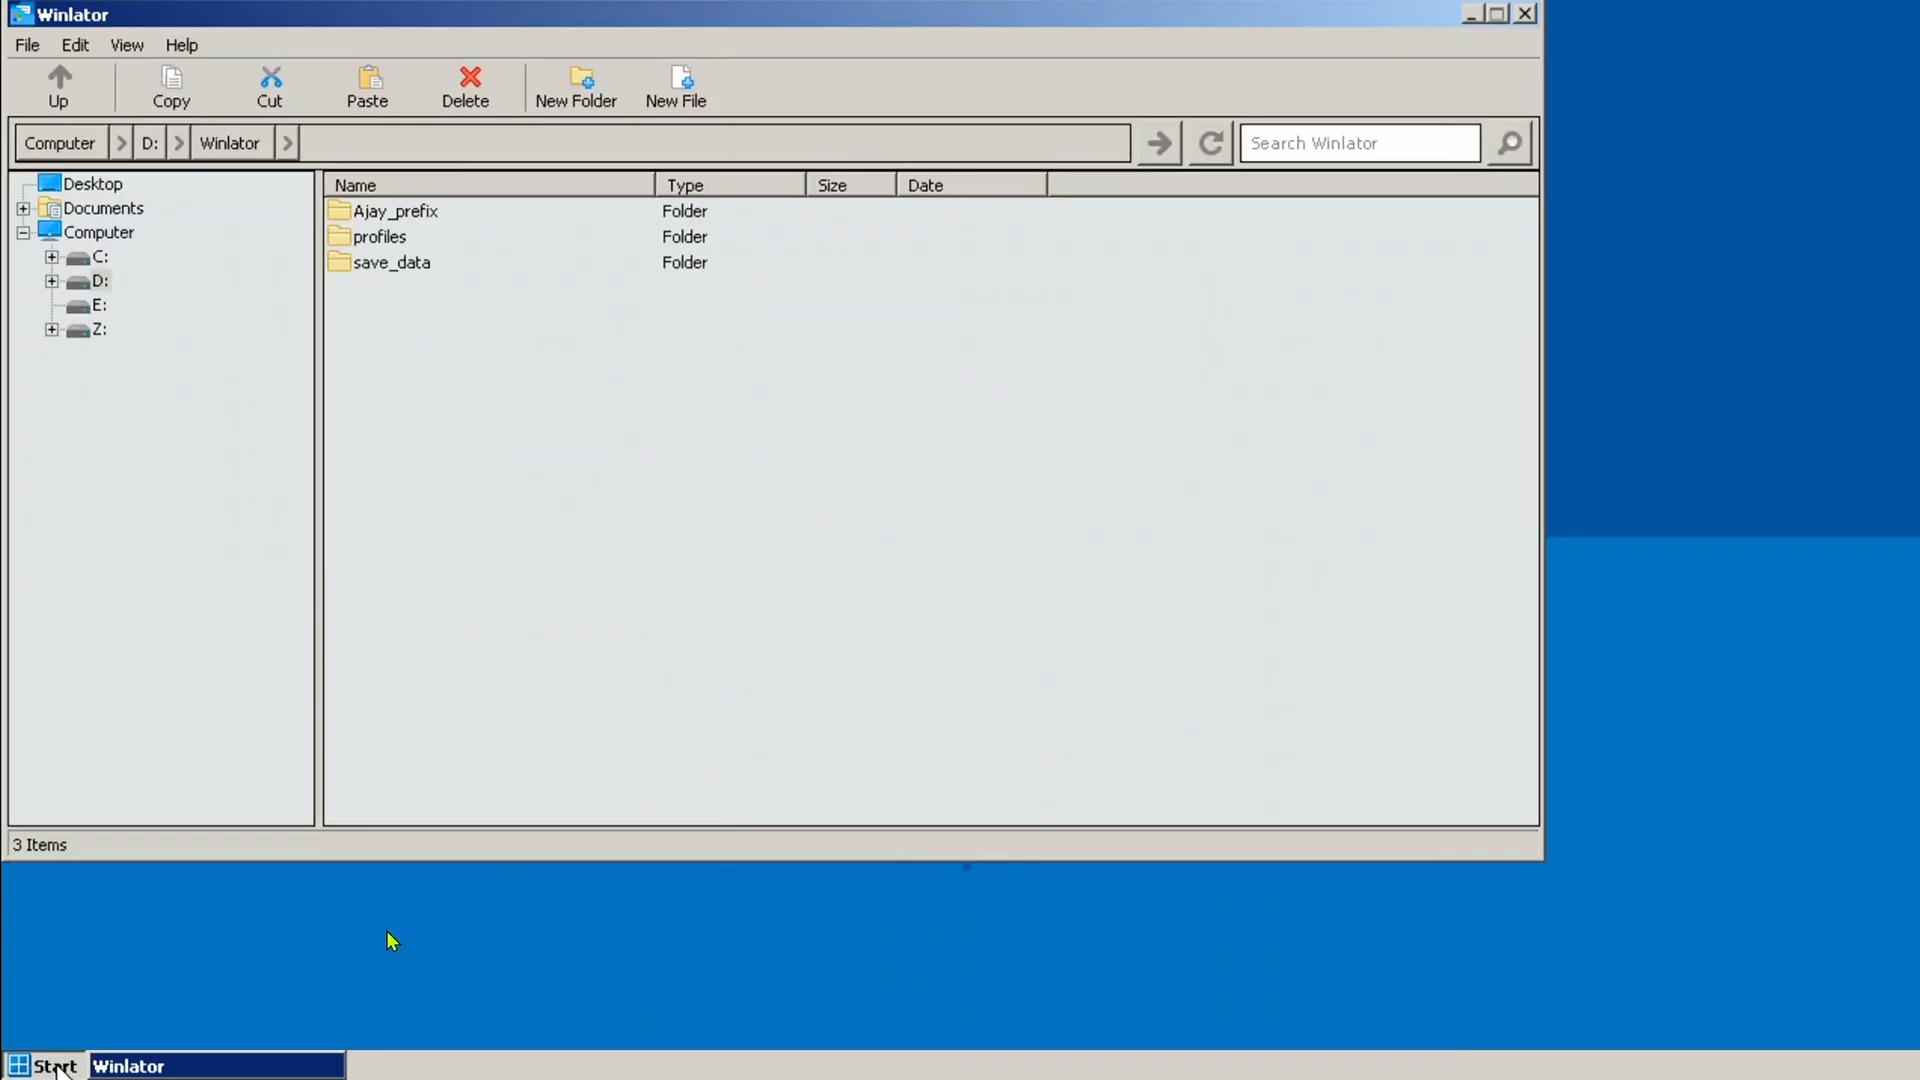 Winlator
File Edit View Help
Up Copy Cut Paste Delete New Folder New File
Computer D: Winlator Search Winlator
Desktop
Documents
Computer
C:
D:
E:
Z:
Name Type Size Date
Ajay_prefix Folder
profiles Folder
save_data Folder
3 Items
Start Winlator